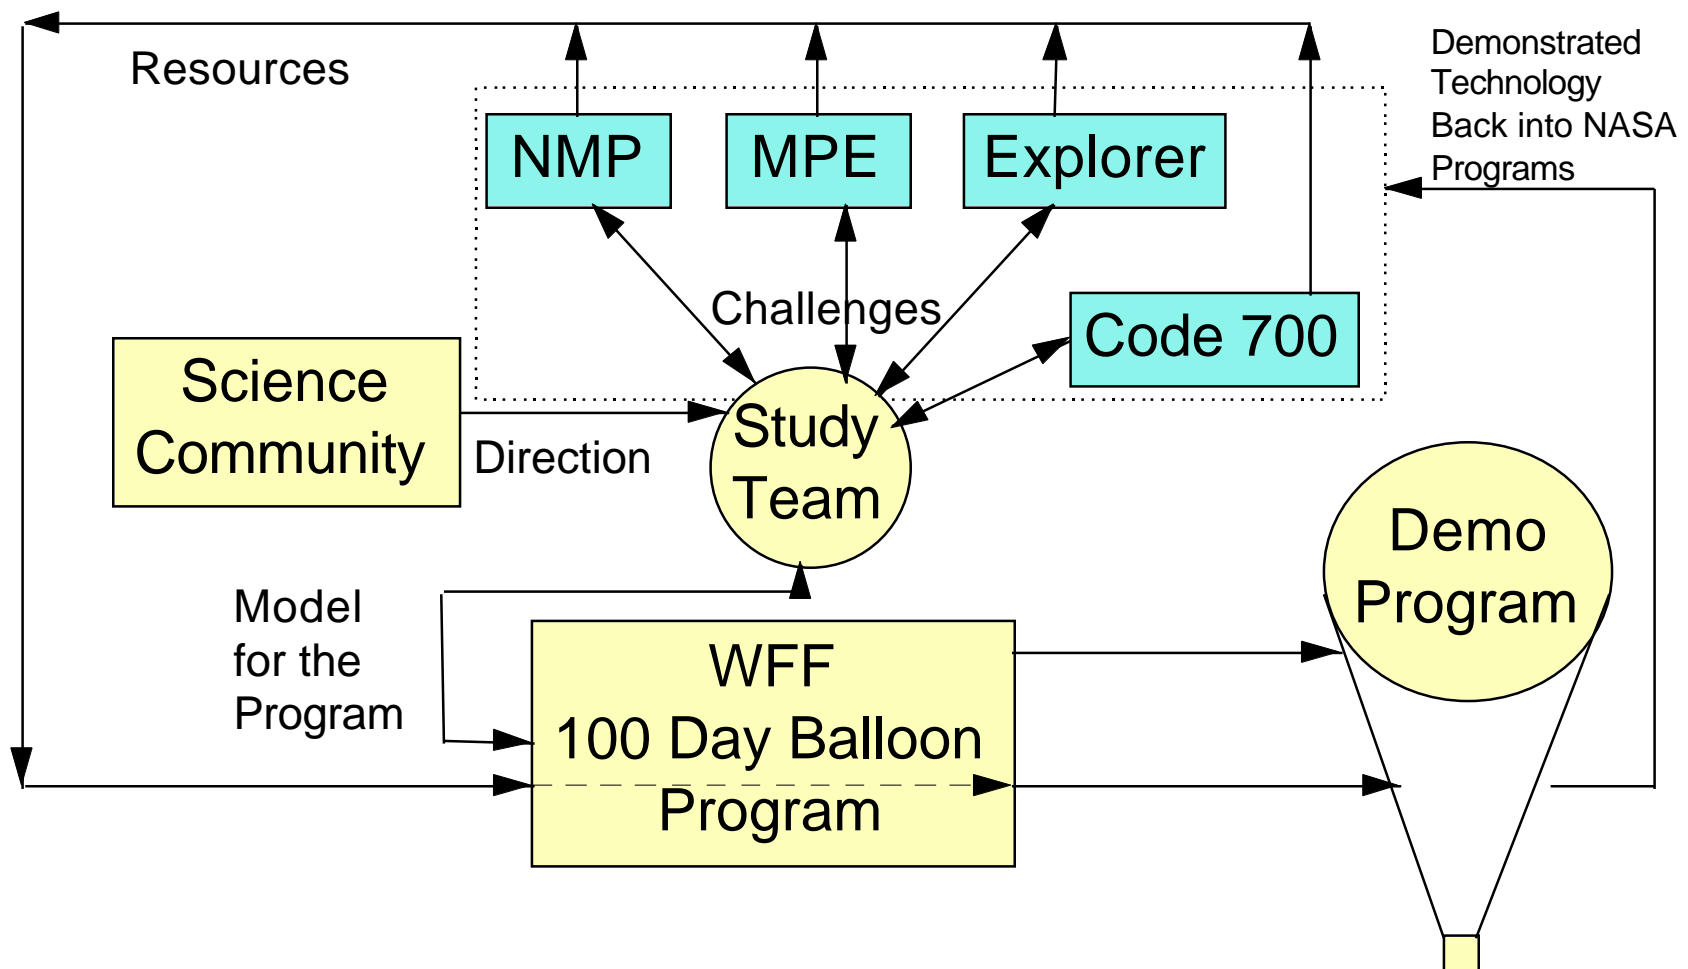 Resources
Demonstrated
Technology
Back into NASA
Programs
NMP
MPE
Explorer
Challenges
Code 700
Science
Community
Direction
Study
Team
Demo
Program
Model
for the
Program
WFF
100 Day Balloon
Program